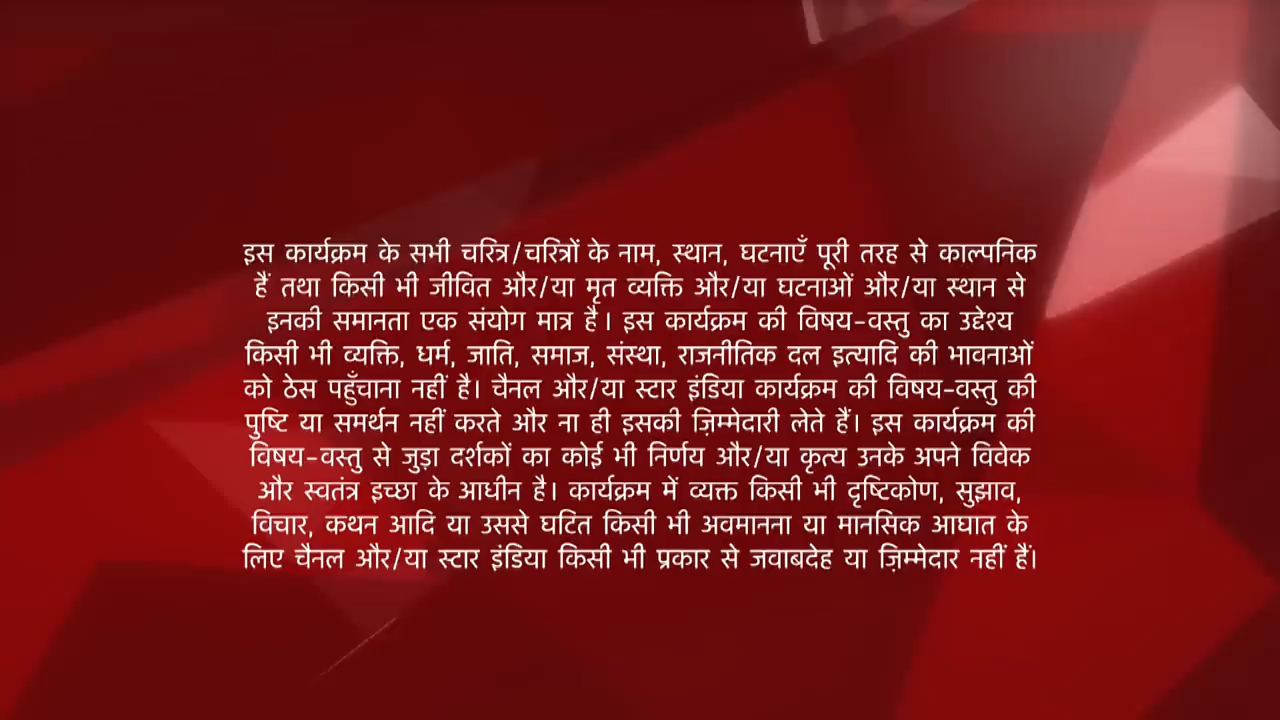 इस कार्यक्रम के सभी चरित्र/चरित्रों के नाम, स्थान, घटनाएँ पूरी तरह से काल्पनिक
हैं तथा किसी भी जीवित और/या मृत व्यक्ति और/या घटनाओं और/या स्थान से
इनकी समानता एक संयोग मात्र है। इस कार्यक्रम की विषय-वस्तु का उद्देश्य
किसी भी व्यक्ति, धर्म, जाति, समाज, संस्था, राजनीतिक दल इत्यादि की भावनाओं
को ठेस पहुँचाना नहीं है। चैनल और/या स्टार इंडिया कार्यक्रम की विषय-वस्तु की
पुष्टि या समर्थन नहीं करते और ना ही इसकी ज़िम्मेदारी लेते हैं। इस कार्यक्रम की
विषय-वस्तु से जुड़ा दर्शकों का कोई भी निर्णय और/या कृत्य उनके अपने विवेक
और स्वतंत्र इच्छा के आधीन है। कार्यक्रम में व्यक्त किसी भी दृष्टिकोण, सुझाव,
विचार, कथन आदि या उससे घटित किसी भी अवमानना या मानसिक आघात के
लिए चैनल और/या स्टार इंडिया किसी भी प्रकार से जवाबदेह या ज़िम्मेदार नहीं हैं।